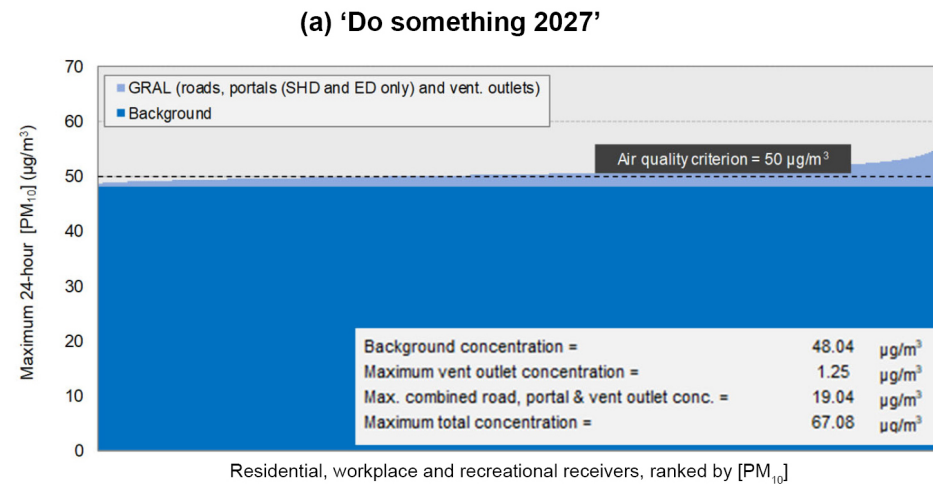 (a) ‘Do something 2027’
Maximum 24-hour [PM10] (µg/m3)
70
60
50
40
30
20
10
0
GRAL (roads, portals (SHD and ED only) and vent. outlets)
Background
Air quality criterion = 50 µg/m3
Background concentration = 48.04 µg/m3
Maximum vent outlet concentration = 1.25 µg/m3
Max. combined road, portal & vent outlet conc. = 19.04 µg/m3
Maximum total concentration = 67.08 µg/m3
Residential, workplace and recreational receivers, ranked by [PM10]